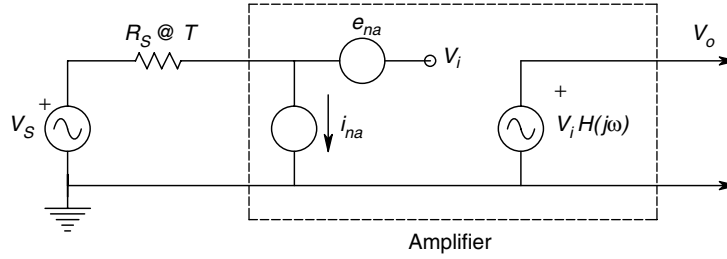 R_S @ T
e_na
V_i
V_o
+
V_S
i_na
+
V_i H(jω)
Amplifier